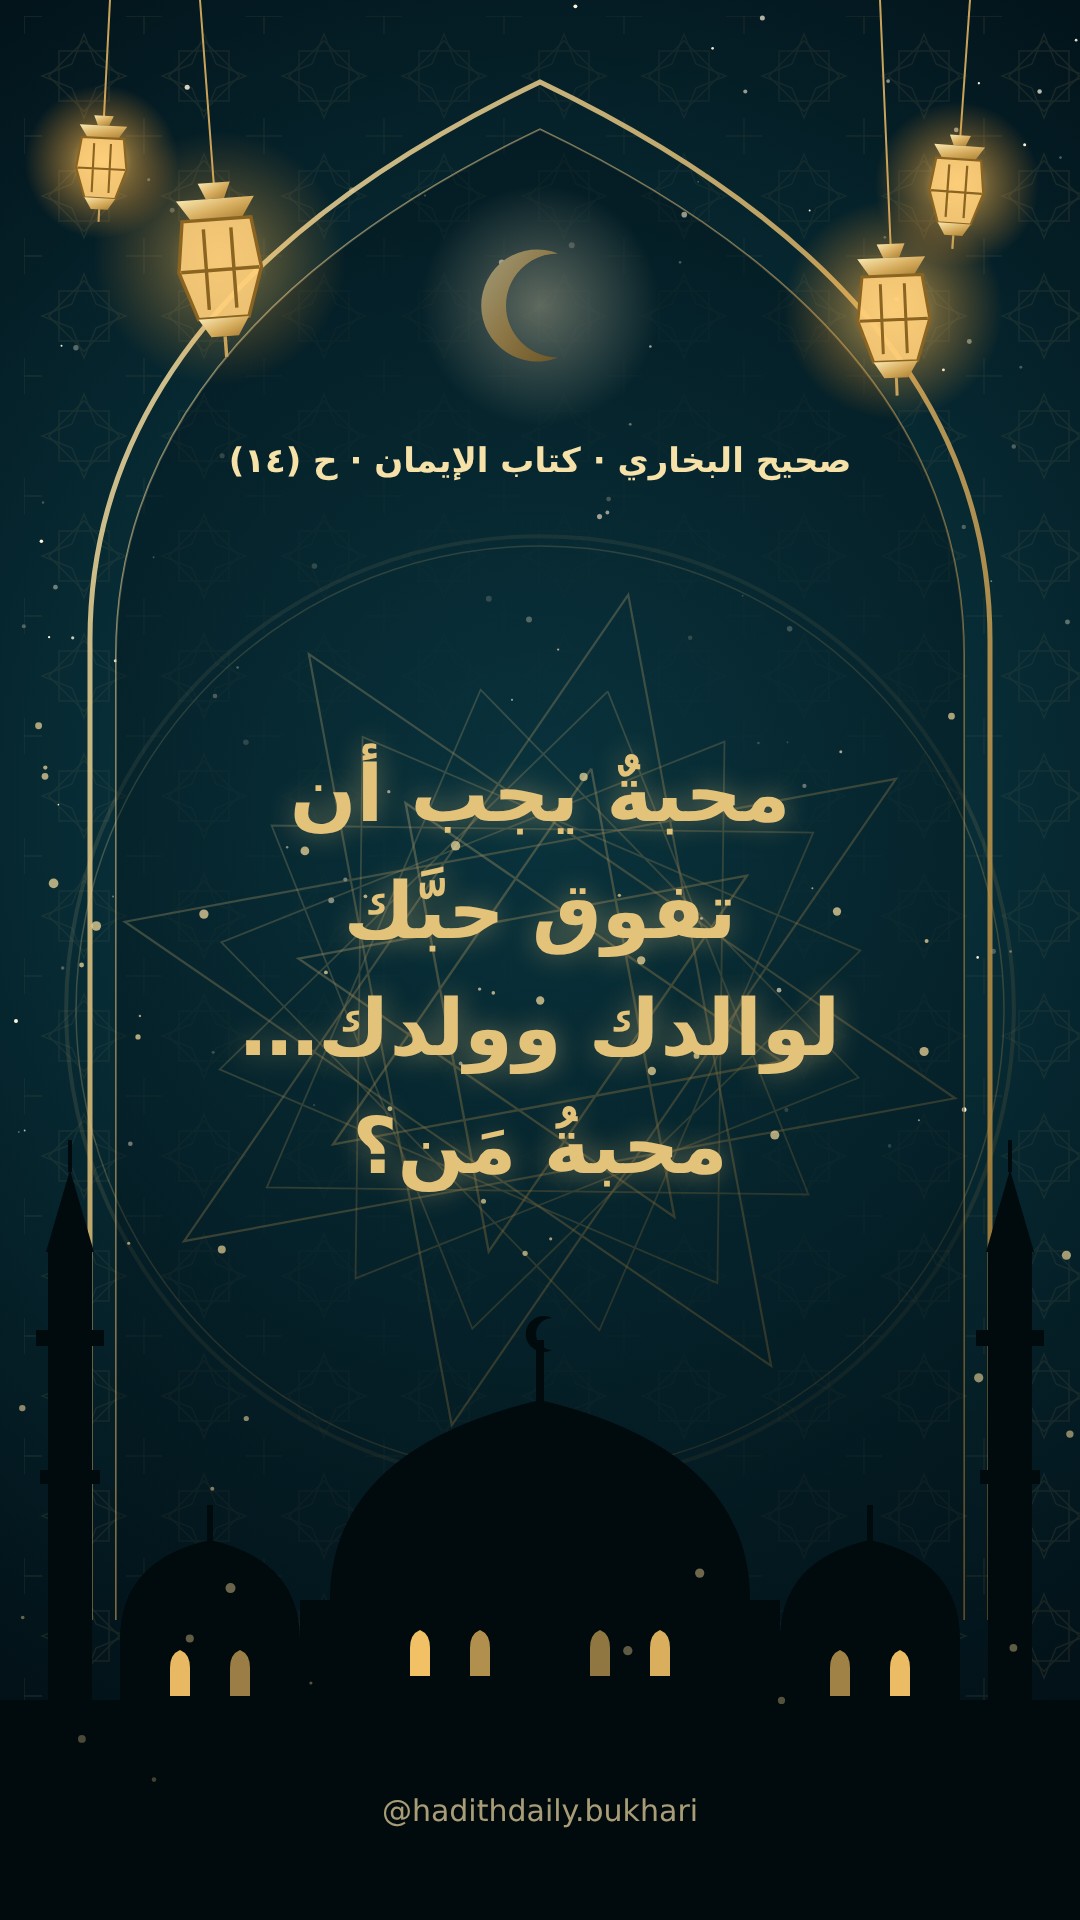 صحيح البخاري · كتاب الإيمان · ح (١٤)
محبةٌ يجب أن
تفوق حبَّك
لوالدك وولدك...
محبةُ مَن؟
@hadithdaily.bukhari